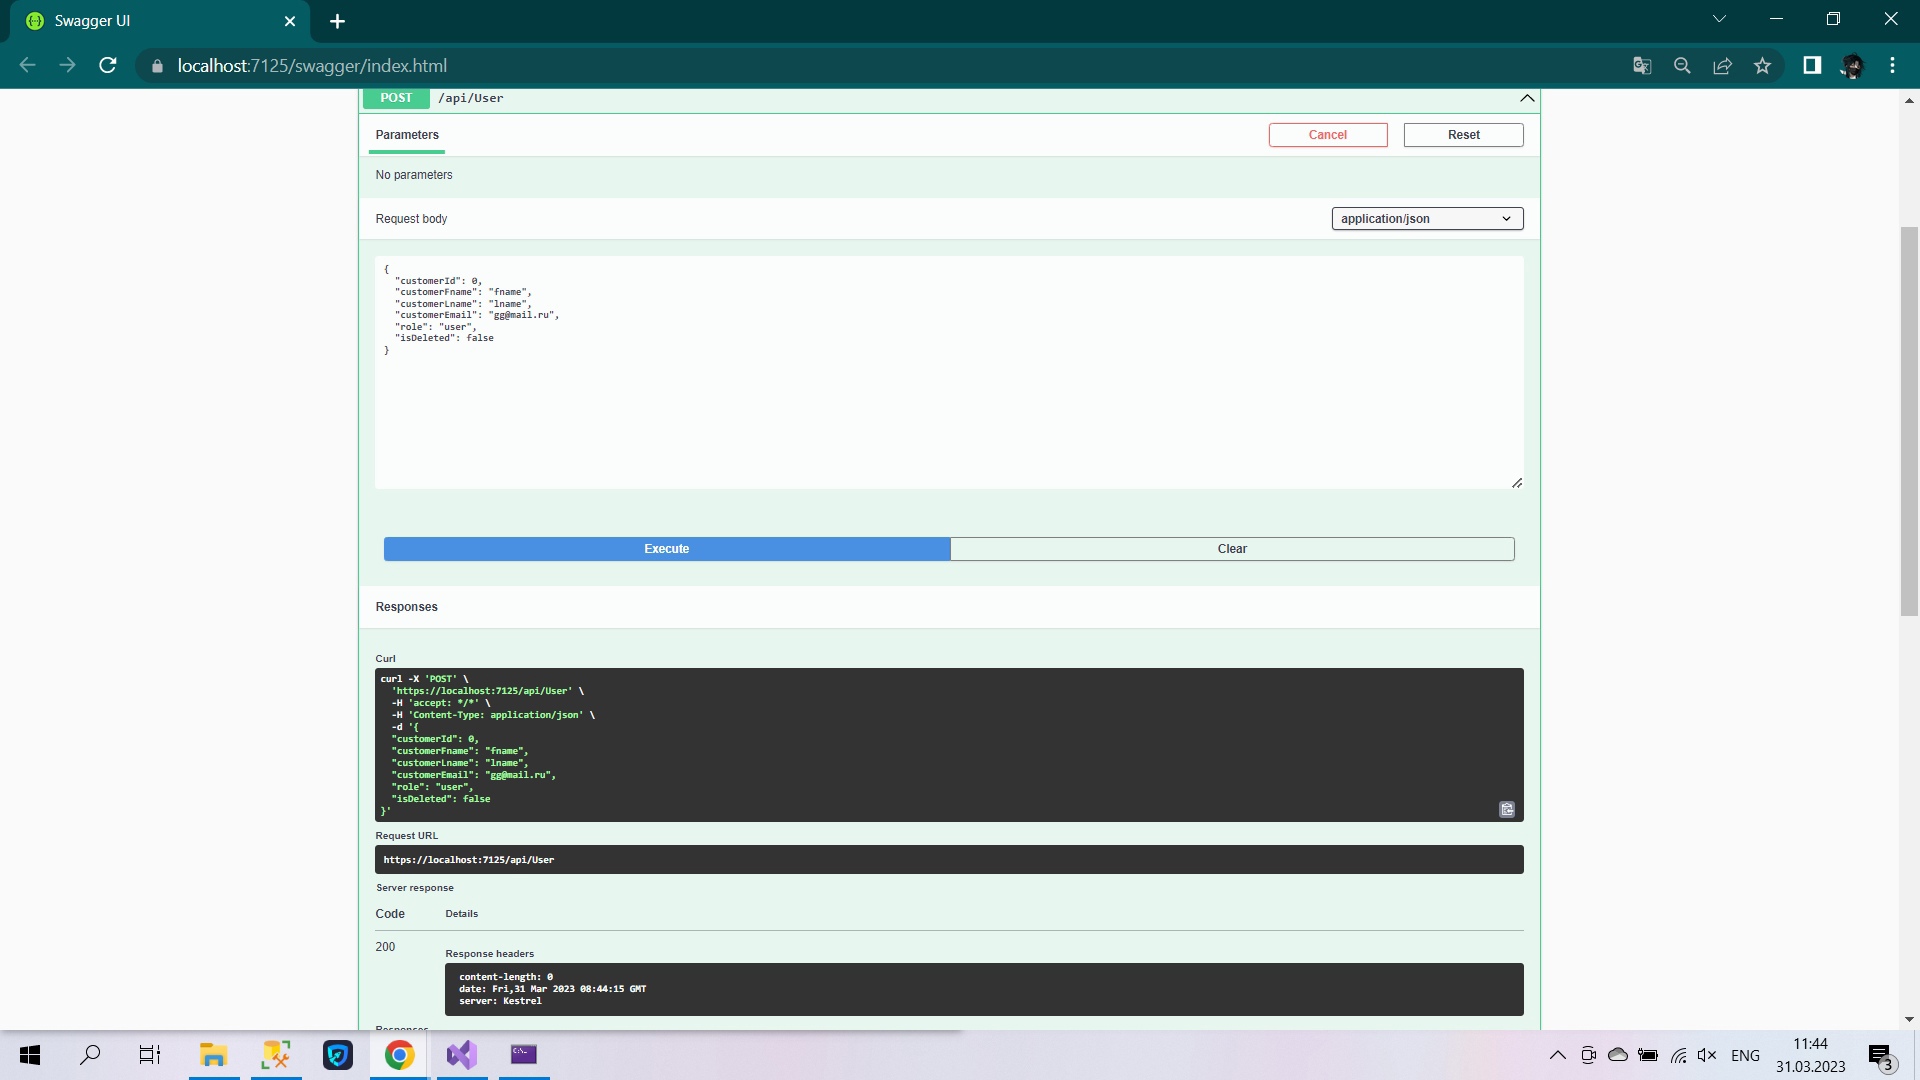 Swagger UI
localhost:7125/swagger/index.html
POST /api/User
Parameters
Cancel
Reset
No parameters
Request body
application/json
{
"customerId": 0,
"customerFname": "fname",
"customerLname": "lname",
"customerEmail": "gg@mail.ru",
"role": "user",
"isDeleted": false
}
Execute
Clear
Responses
Curl
curl -X 'POST' \
'https://localhost:7125/api/User' \
-H 'accept: */*' \
-H 'Content-Type: application/json' \
-d '{
"customerId": 0,
"customerFname": "fname",
"customerLname": "lname",
"customerEmail": "gg@mail.ru",
"role": "user",
"isDeleted": false
}'
Request URL
https://localhost:7125/api/User
Server response
Code Details
200
Response headers
content-length: 0
date: Fri,31 Mar 2023 08:44:15 GMT
server: Kestrel
Responses
C:\.
ENG
11:44
31.03.2023
3